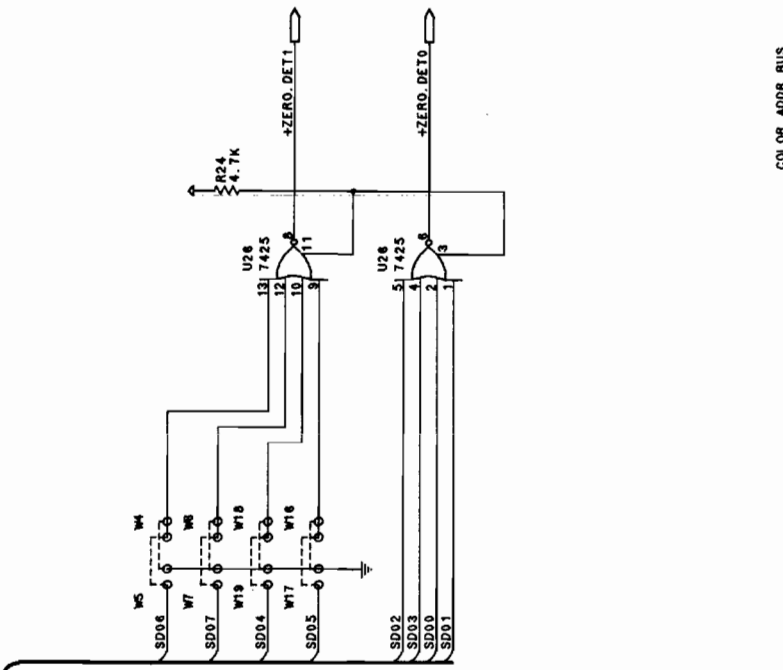 +ZERO.DET1
+ZERO.DET0
COLOR ADDR BUS
R24
4.7K
U26
7425
8
11
13
12
10
9
U26
7425
6
3
5
4
2
1
W4
W5
SD06
W6
W7
SD07
W18
W19
SD04
W16
W17
SD05
SD02
SD03
SD00
SD01